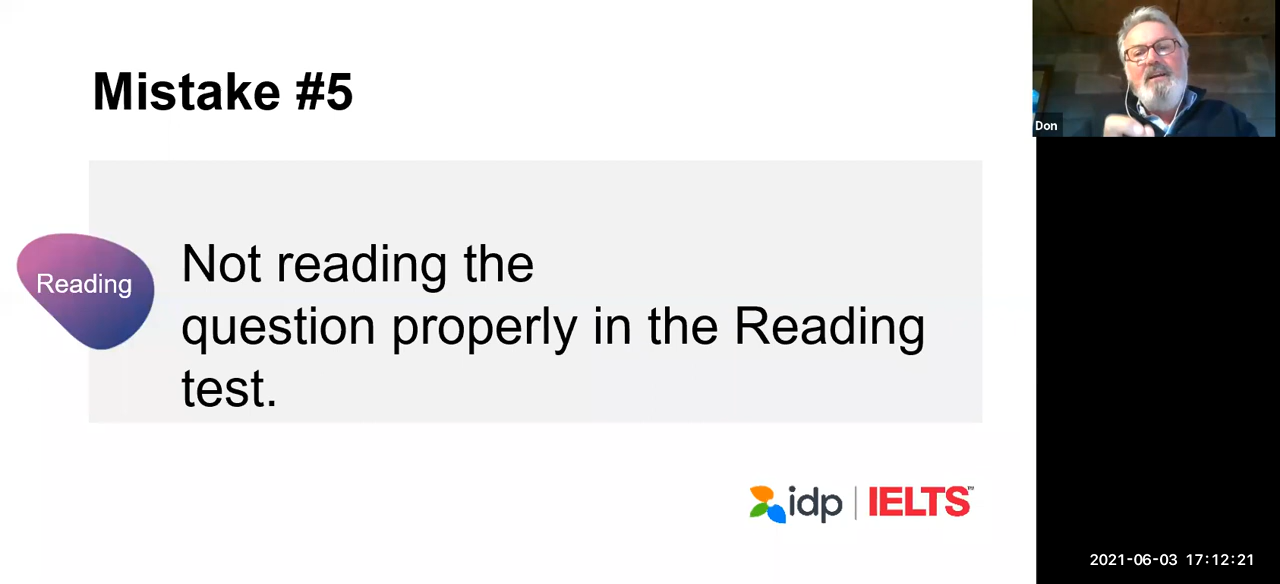 Mistake #5
Reading
Not reading the
question properly in the Reading
test.
idp | IELTS™
Don
2021-06-03 17:12:21